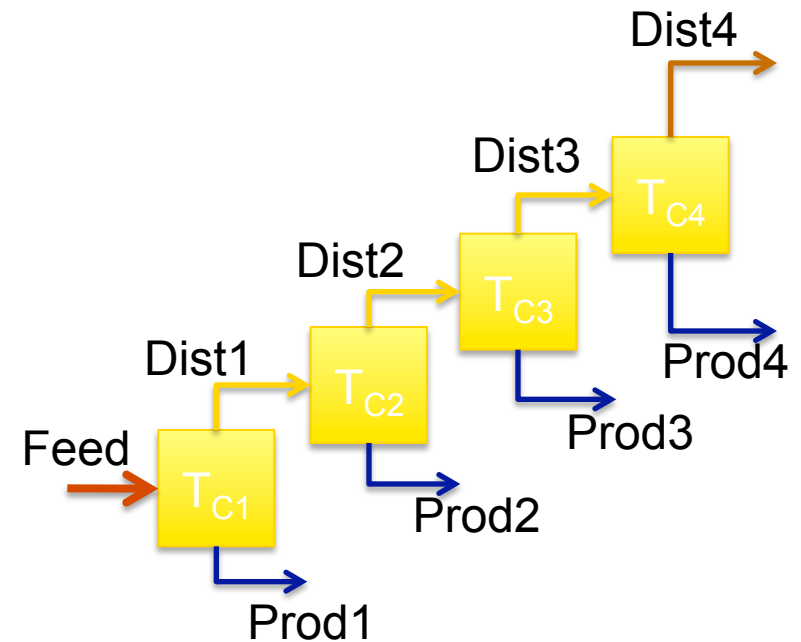 Dist4
Dist3
T_C4
Dist2
T_C3
Prod4
Dist1
T_C2
Prod3
Feed
T_C1
Prod2
Prod1